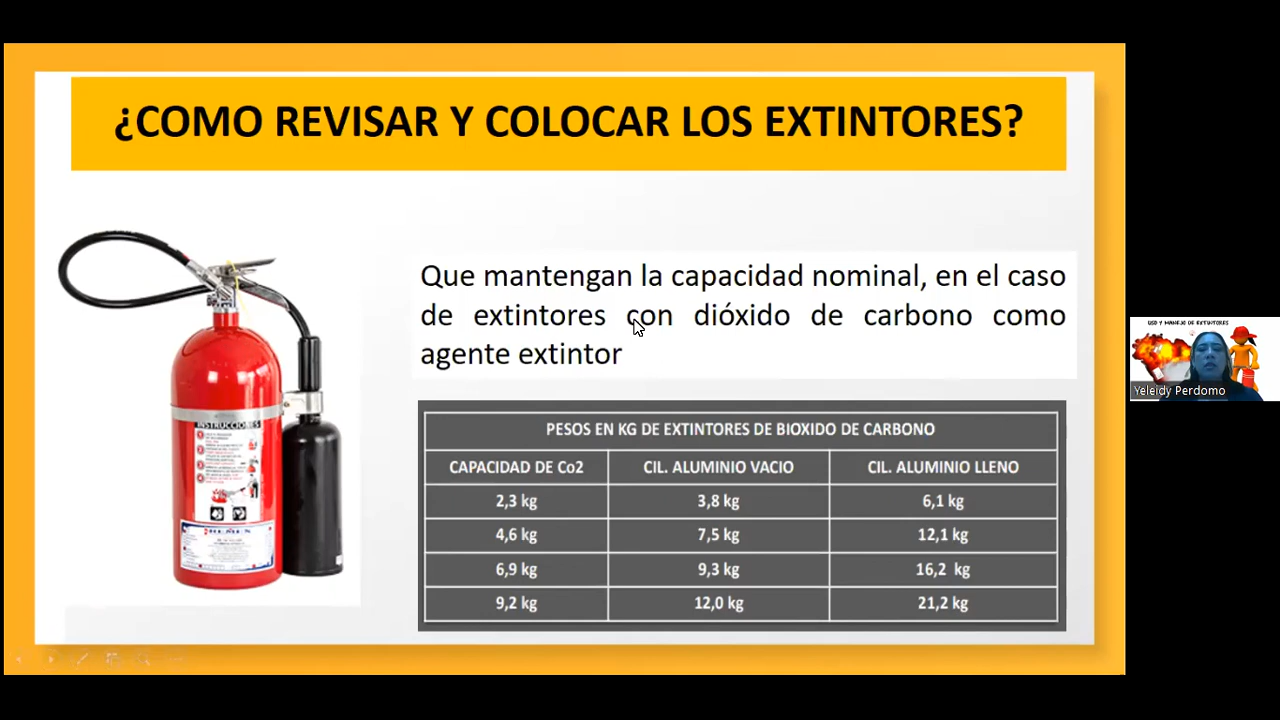 ¿COMO REVISAR Y COLOCAR LOS EXTINTORES?
Que mantengan la capacidad nominal, en el caso
de extintores con dióxido de carbono como
agente extintor
PESOS EN KG DE EXTINTORES DE BIOXIDO DE CARBONO
CAPACIDAD DE Co2 CIL. ALUMINIO VACIO CIL. ALUMINIO LLENO
2,3 kg 3,8 kg 6,1 kg
4,6 kg 7,5 kg 12,1 kg
6,9 kg 9,3 kg 16,2 kg
9,2 kg 12,0 kg 21,2 kg
INSTRUCCIONES
USO Y MANEJO DE EXTINTORES
Yeleidy Perdomo